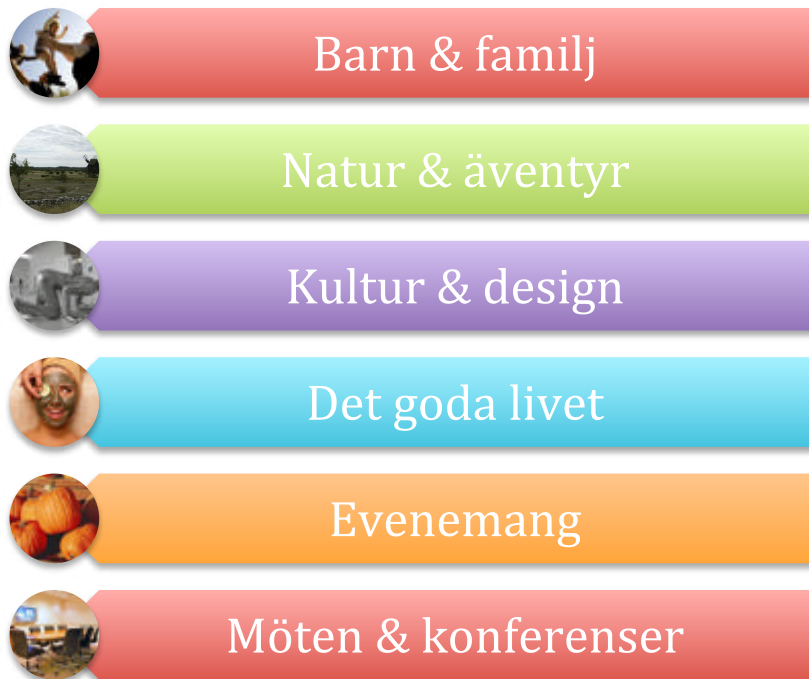 Barn & familj
Natur & äventyr
Kultur & design
Det goda livet
Evenemang
Möten & konferenser